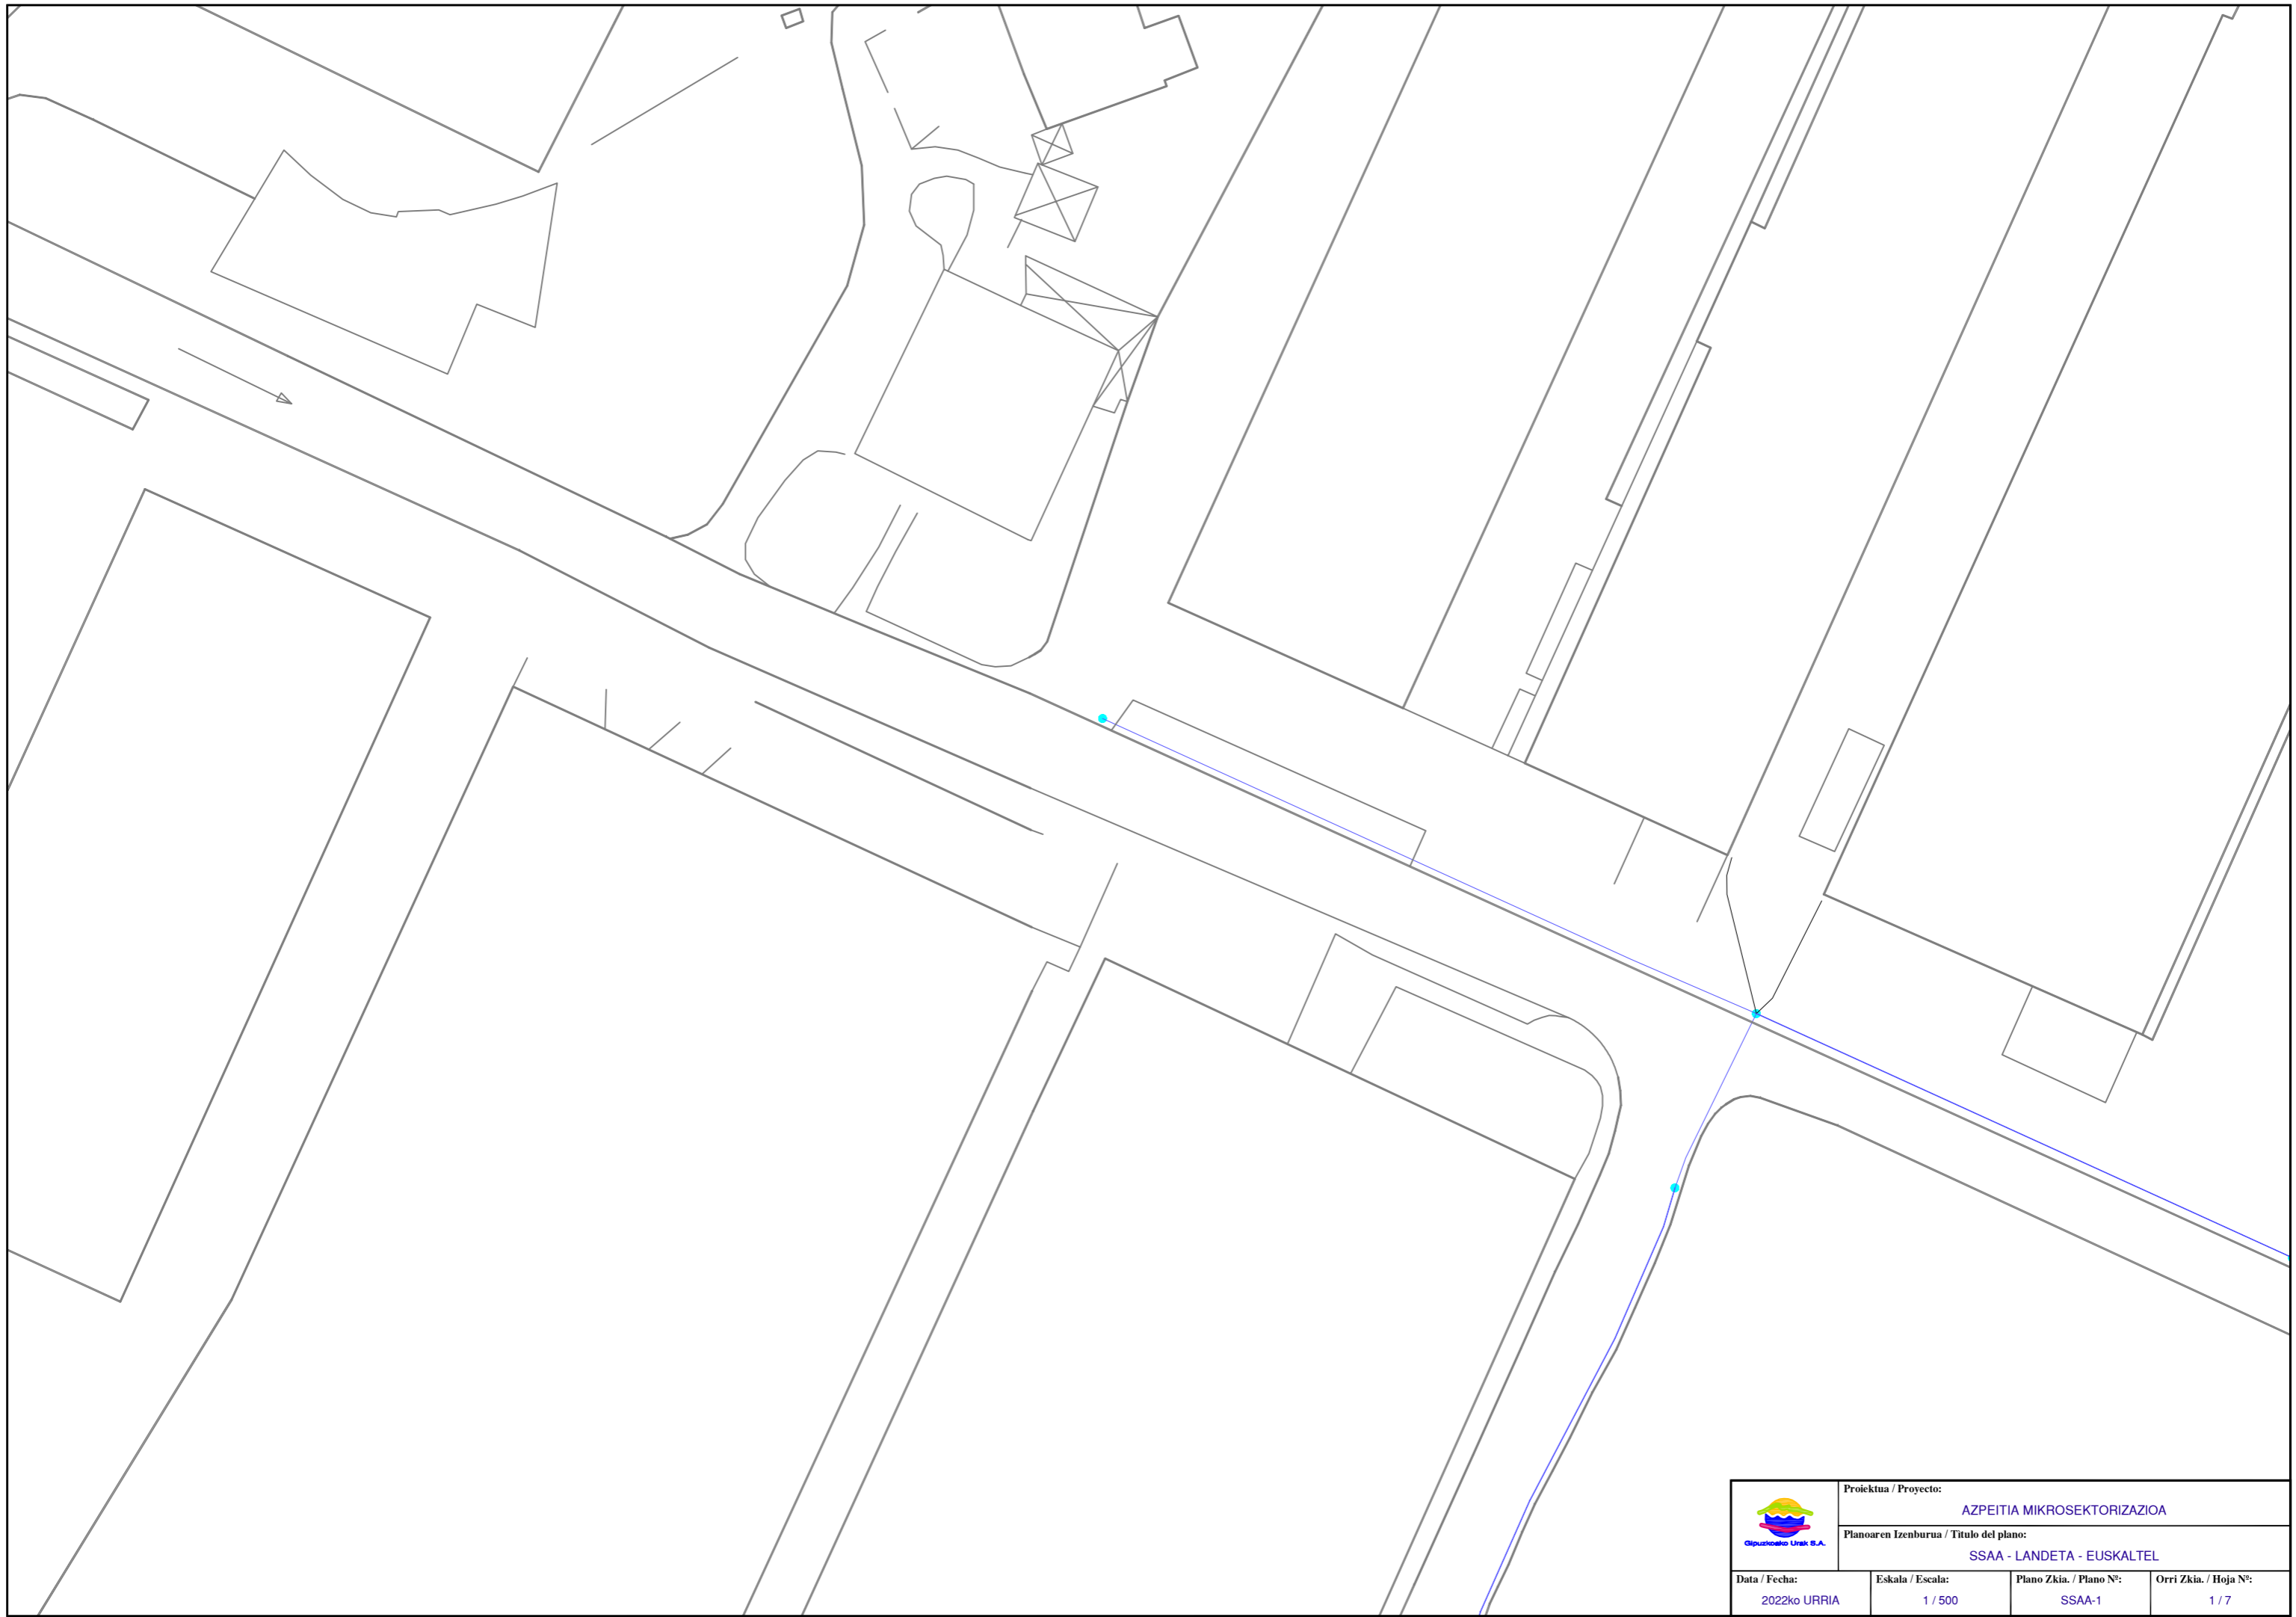 Gipuzkoako Urak S.A.
Proiektua / Proyecto:
AZPEITIA MIKROSEKTORIZAZIOA
Planoaren Izenburua / Titulo del plano:
SSAA - LANDETA - EUSKALTEL
Data / Fecha:
2022ko URRIA
Eskala / Escala:
1 / 500
Plano Zkia. / Plano Nº:
SSAA-1
Orri Zkia. / Hoja Nº:
1 / 7